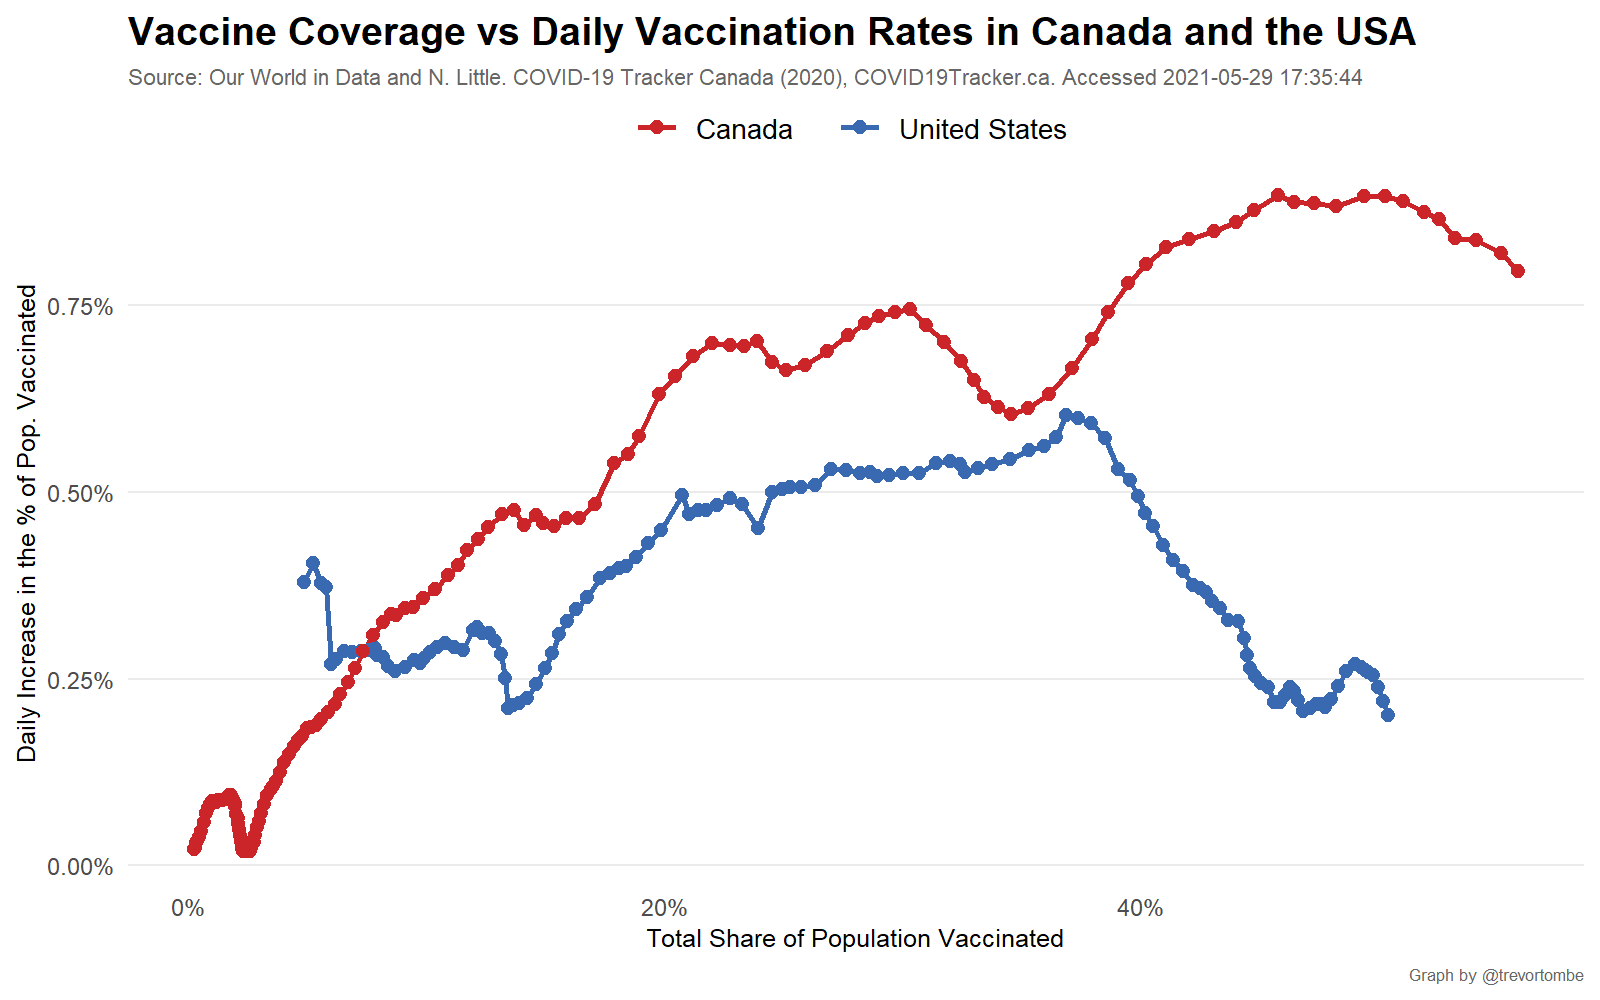 Vaccine Coverage vs Daily Vaccination Rates in Canada and the USA
Source: Our World in Data and N. Little. COVID-19 Tracker Canada (2020), COVID19Tracker.ca. Accessed 2021-05-29 17:35:44
Canada
United States
Daily Increase in the % of Pop. Vaccinated
0.75%
0.50%
0.25%
0.00%
0%
20%
40%
Total Share of Population Vaccinated
Graph by @trevortombe